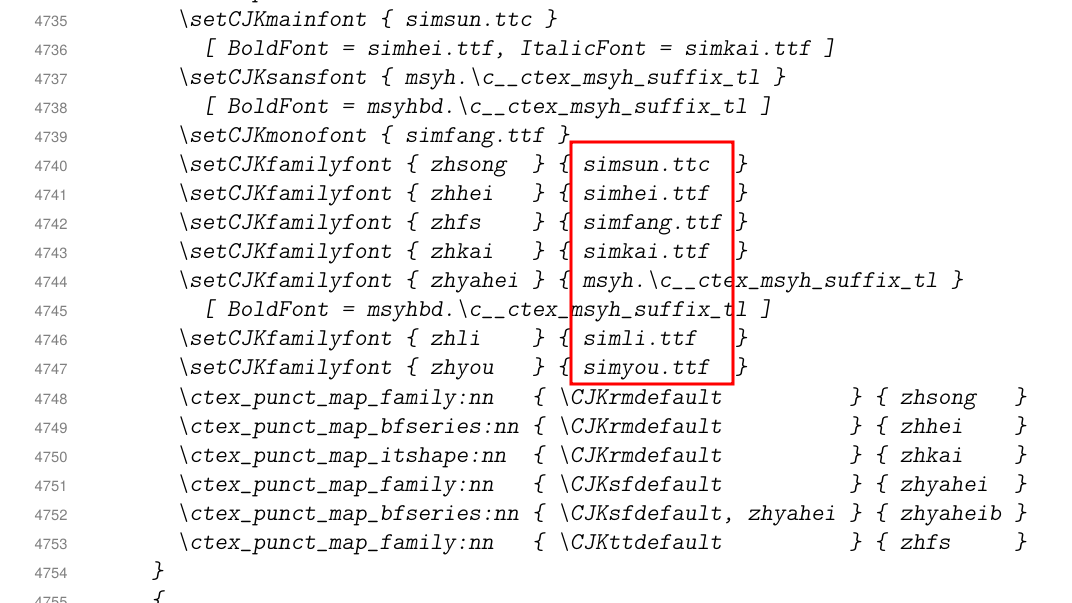 4735 \setCJKmainfont { simsun.ttc }
4736 [ BoldFont = simhei.ttf, ItalicFont = simkai.ttf ]
4737 \setCJKsansfont { msyh.\c__ctex_msyh_suffix_tl }
4738 [ BoldFont = msyhbd.\c__ctex_msyh_suffix_tl ]
4739 \setCJKmonofont { simfang.ttf }
4740 \setCJKfamilyfont { zhsong } { simsun.ttc }
4741 \setCJKfamilyfont { zhhei } { simhei.ttf }
4742 \setCJKfamilyfont { zhfs } { simfang.ttf }
4743 \setCJKfamilyfont { zhkai } { simkai.ttf }
4744 \setCJKfamilyfont { zhyahei } { msyh.\c__ctex_msyh_suffix_tl }
4745 [ BoldFont = msyhbd.\c__ctex_msyh_suffix_tl ]
4746 \setCJKfamilyfont { zhli } { simli.ttf }
4747 \setCJKfamilyfont { zhyou } { simyou.ttf }
4748 \ctex_punct_map_family:nn { \CJKrmdefault } { zhsong }
4749 \ctex_punct_map_bfseries:nn { \CJKrmdefault } { zhhei }
4750 \ctex_punct_map_itshape:nn { \CJKrmdefault } { zhkai }
4751 \ctex_punct_map_family:nn { \CJKsfdefault } { zhyahei }
4752 \ctex_punct_map_bfseries:nn { \CJKsfdefault, zhyahei } { zhyaheib }
4753 \ctex_punct_map_family:nn { \CJKttdefault } { zhfs }
4754 }
4755 {